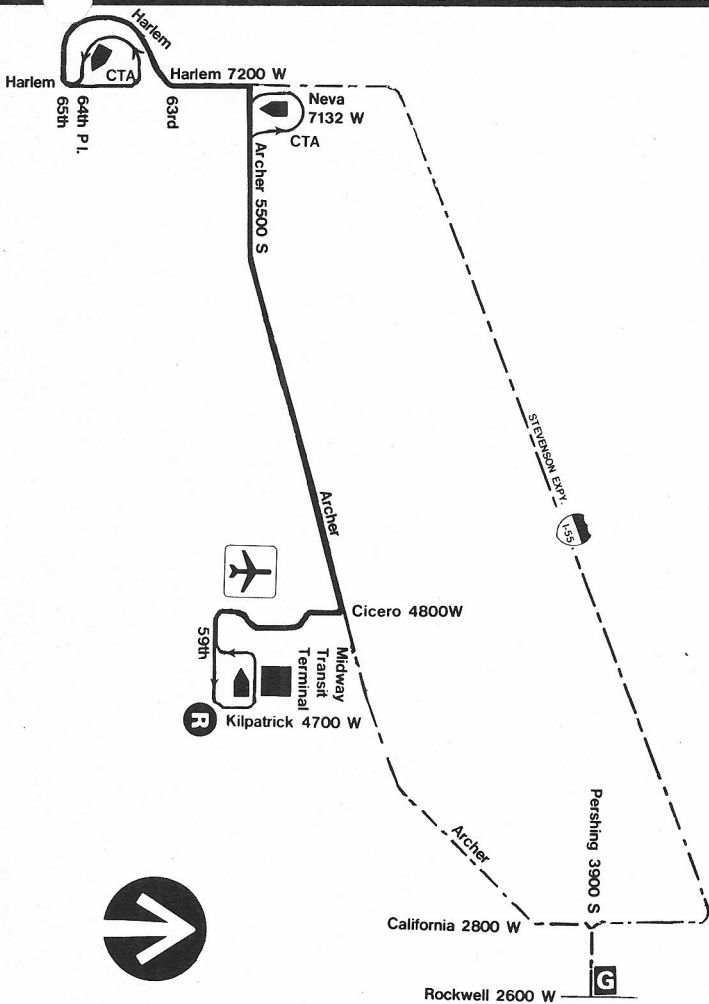 Harlem
Harlem
CTA
65th
64th Pl.
63rd
Harlem 7200 W
Neva
7132 W
CTA
Archer 5500 S
STEVENSON EXPY.
I-55
Archer
Cicero 4800W
59th
Midway
Transit
Terminal
R
Kilpatrick 4700 W
Pershing 3900 S
Archer
California 2800 W
G
Rockwell 2600 W